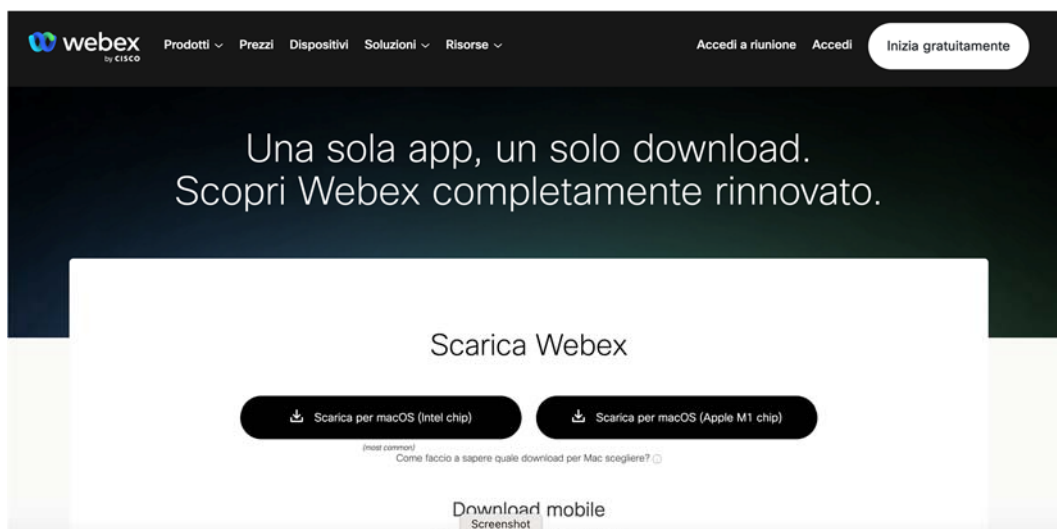 webex
by CISCO
Prodotti Prezzi Dispositivi Soluzioni Risorse
Accedi a riunione Accedi Inizia gratuitamente
Una sola app, un solo download.
Scopri Webex completamente rinnovato.
Scarica Webex
Scarica per macOS (Intel chip) Scarica per macOS (Apple M1 chip)
(most common)
Come faccio a sapere quale download per Mac scegliere?
Download mobile
Screenshot